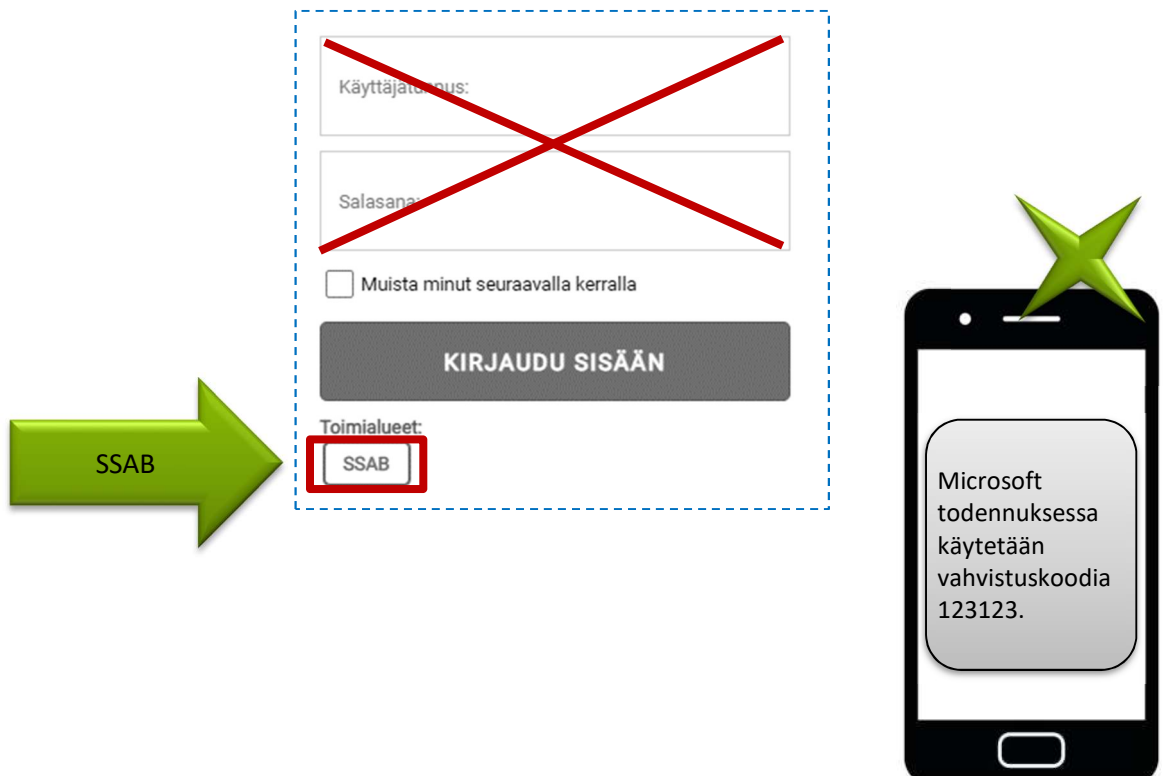 Käyttäjätunnus:
Salasana:
Muista minut seuraavalla kerralla
KIRJAUDU SISÄÄN
Toimialueet:
SSAB
SSAB
Microsoft
todennuksessa
käytetään
vahvistuskoodia
123123.